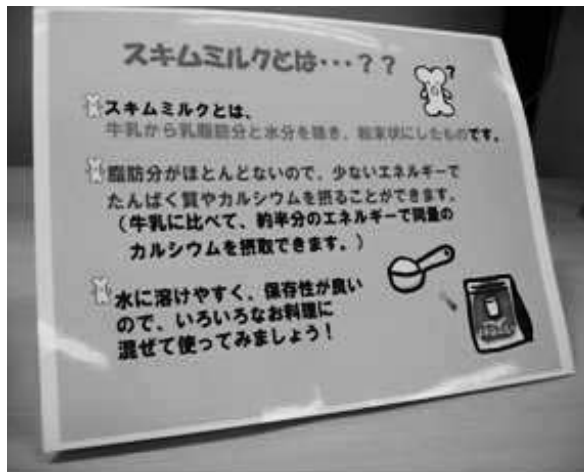 スキムミルクとは・・・？？
スキムミルクとは、
牛乳から乳脂肪分と水分を除き、粉末状にしたものです。
脂肪分がほとんどないので、少ないエネルギーで
たんぱく質やカルシウムを摂ることができます。
（牛乳に比べて、約半分のエネルギーで同量の
カルシウムを摂取できます。）
水に溶けやすく、保存性が良い
ので、いろいろなお料理に
混ぜて使ってみましょう！